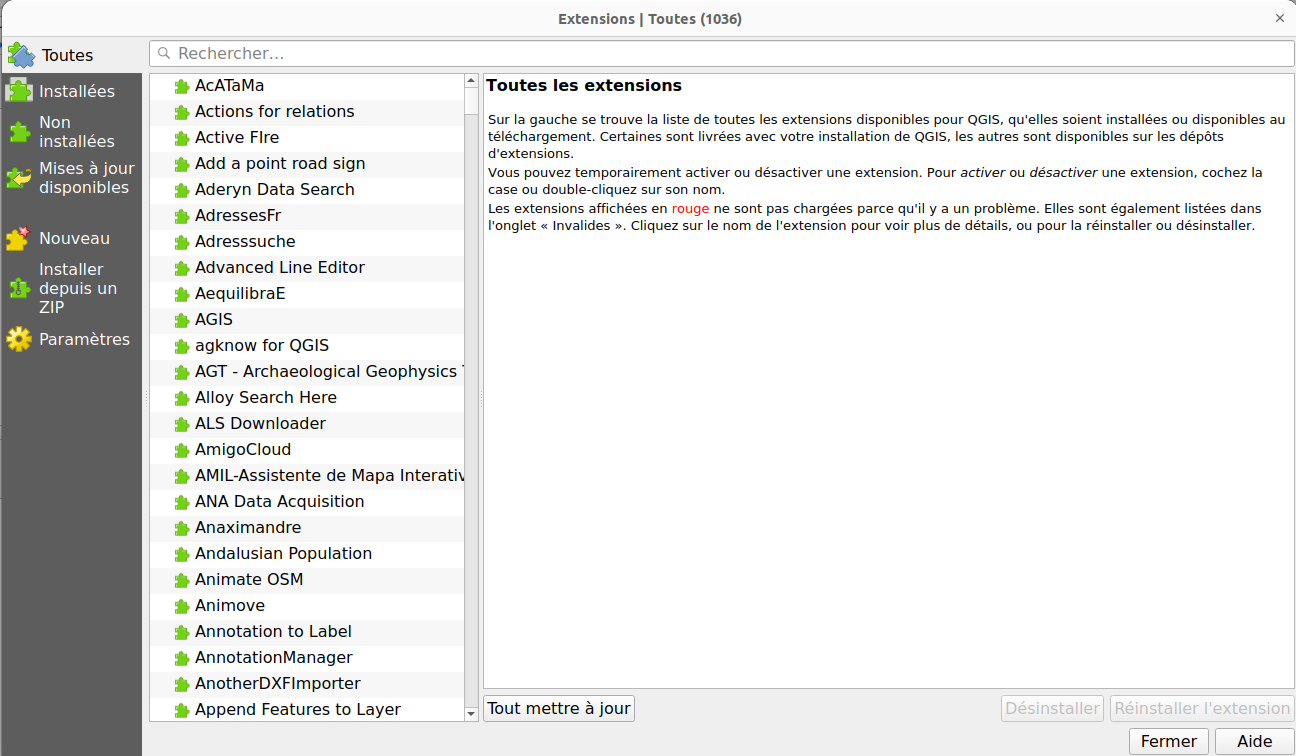 Extensions | Toutes (1036)
Toutes
Installées
Non
installées
Mises à jour
disponibles
Nouveau
Installer
depuis un
ZIP
Paramètres
Rechercher…
AcATaMa
Actions for relations
Active FIre
Add a point road sign
Aderyn Data Search
AdressesFr
Adresssuche
Advanced Line Editor
AequilibraE
AGIS
agknow for QGIS
AGT - Archaeological Geophysics
Alloy Search Here
ALS Downloader
AmigoCloud
AMIL-Assistente de Mapa Interativ
ANA Data Acquisition
Anaximandre
Andalusian Population
Animate OSM
Animove
Annotation to Label
AnnotationManager
AnotherDXFImporter
Append Features to Layer
Toutes les extensions
Sur la gauche se trouve la liste de toutes les extensions disponibles pour QGIS, qu'elles soient installées ou disponibles au
téléchargement. Certaines sont livrées avec votre installation de QGIS, les autres sont disponibles sur les dépôts
d'extensions.
Vous pouvez temporairement activer ou désactiver une extension. Pour activer ou désactiver une extension, cochez la
case ou double-cliquez sur son nom.
Les extensions affichées en rouge ne sont pas chargées parce qu'il y a un problème. Elles sont également listées dans
l'onglet « Invalides ». Cliquez sur le nom de l'extension pour voir plus de détails, ou pour la réinstaller ou désinstaller.
Tout mettre à jour
Désinstaller
Réinstaller l'extension
Fermer
Aide